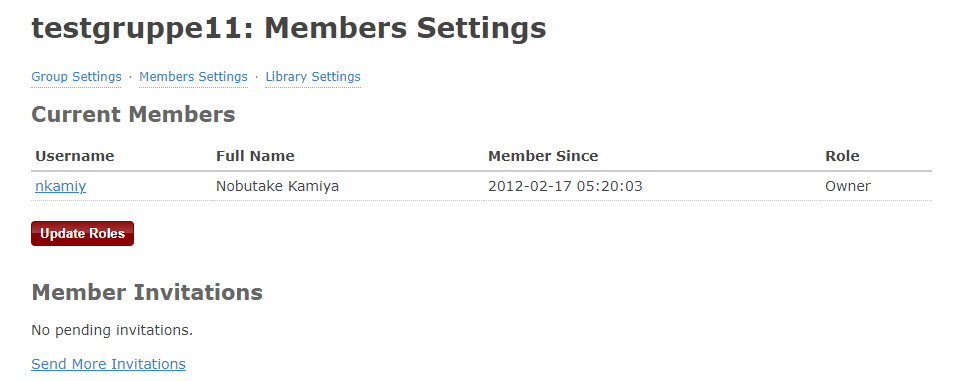 testgruppe11: Members Settings
Group Settings · Members Settings · Library Settings
Current Members
Username Full Name Member Since Role
nkamiy Nobutake Kamiya 2012-02-17 05:20:03 Owner
Update Roles
Member Invitations
No pending invitations.
Send More Invitations